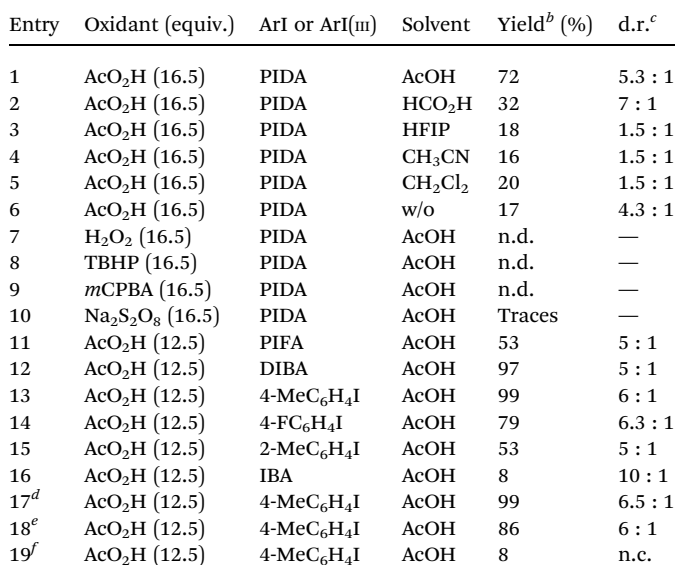 Entry Oxidant (equiv.) ArI or ArI(III) Solvent Yieldᵇ (%) d.r.ᶜ
1 AcO₂H (16.5) PIDA AcOH 72 5.3 : 1
2 AcO₂H (16.5) PIDA HCO₂H 32 7 : 1
3 AcO₂H (16.5) PIDA HFIP 18 1.5 : 1
4 AcO₂H (16.5) PIDA CH₃CN 16 1.5 : 1
5 AcO₂H (16.5) PIDA CH₂Cl₂ 20 1.5 : 1
6 AcO₂H (16.5) PIDA w/o 17 4.3 : 1
7 H₂O₂ (16.5) PIDA AcOH n.d. —
8 TBHP (16.5) PIDA AcOH n.d. —
9 mCPBA (16.5) PIDA AcOH n.d. —
10 Na₂S₂O₈ (16.5) PIDA AcOH Traces —
11 AcO₂H (12.5) PIFA AcOH 53 5 : 1
12 AcO₂H (12.5) DIBA AcOH 97 5 : 1
13 AcO₂H (12.5) 4-MeC₆H₄I AcOH 99 6 : 1
14 AcO₂H (12.5) 4-FC₆H₄I AcOH 79 6.3 : 1
15 AcO₂H (12.5) 2-MeC₆H₄I AcOH 53 5 : 1
16 AcO₂H (12.5) IBA AcOH 8 10 : 1
17ᵈ AcO₂H (12.5) 4-MeC₆H₄I AcOH 99 6.5 : 1
18ᵉ AcO₂H (12.5) 4-MeC₆H₄I AcOH 86 6 : 1
19ᶠ AcO₂H (12.5) 4-MeC₆H₄I AcOH 8 n.c.